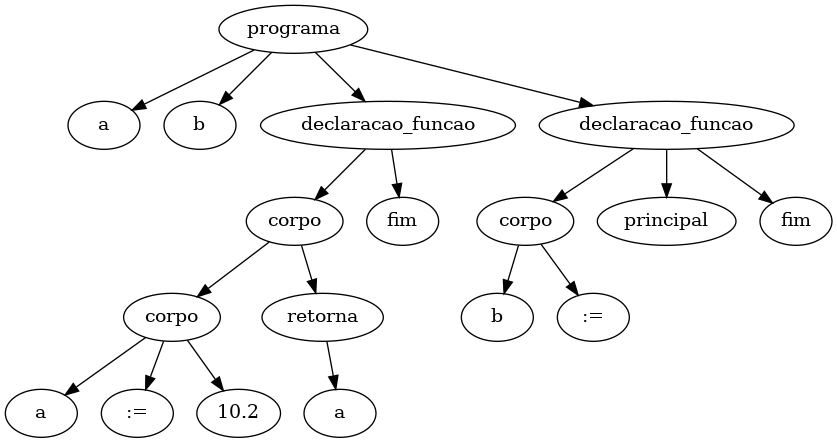 programa
a
b
declaracao_funcao
declaracao_funcao
corpo
fim
corpo
principal
fim
corpo
retorna
b
:=
a
:=
10.2
a